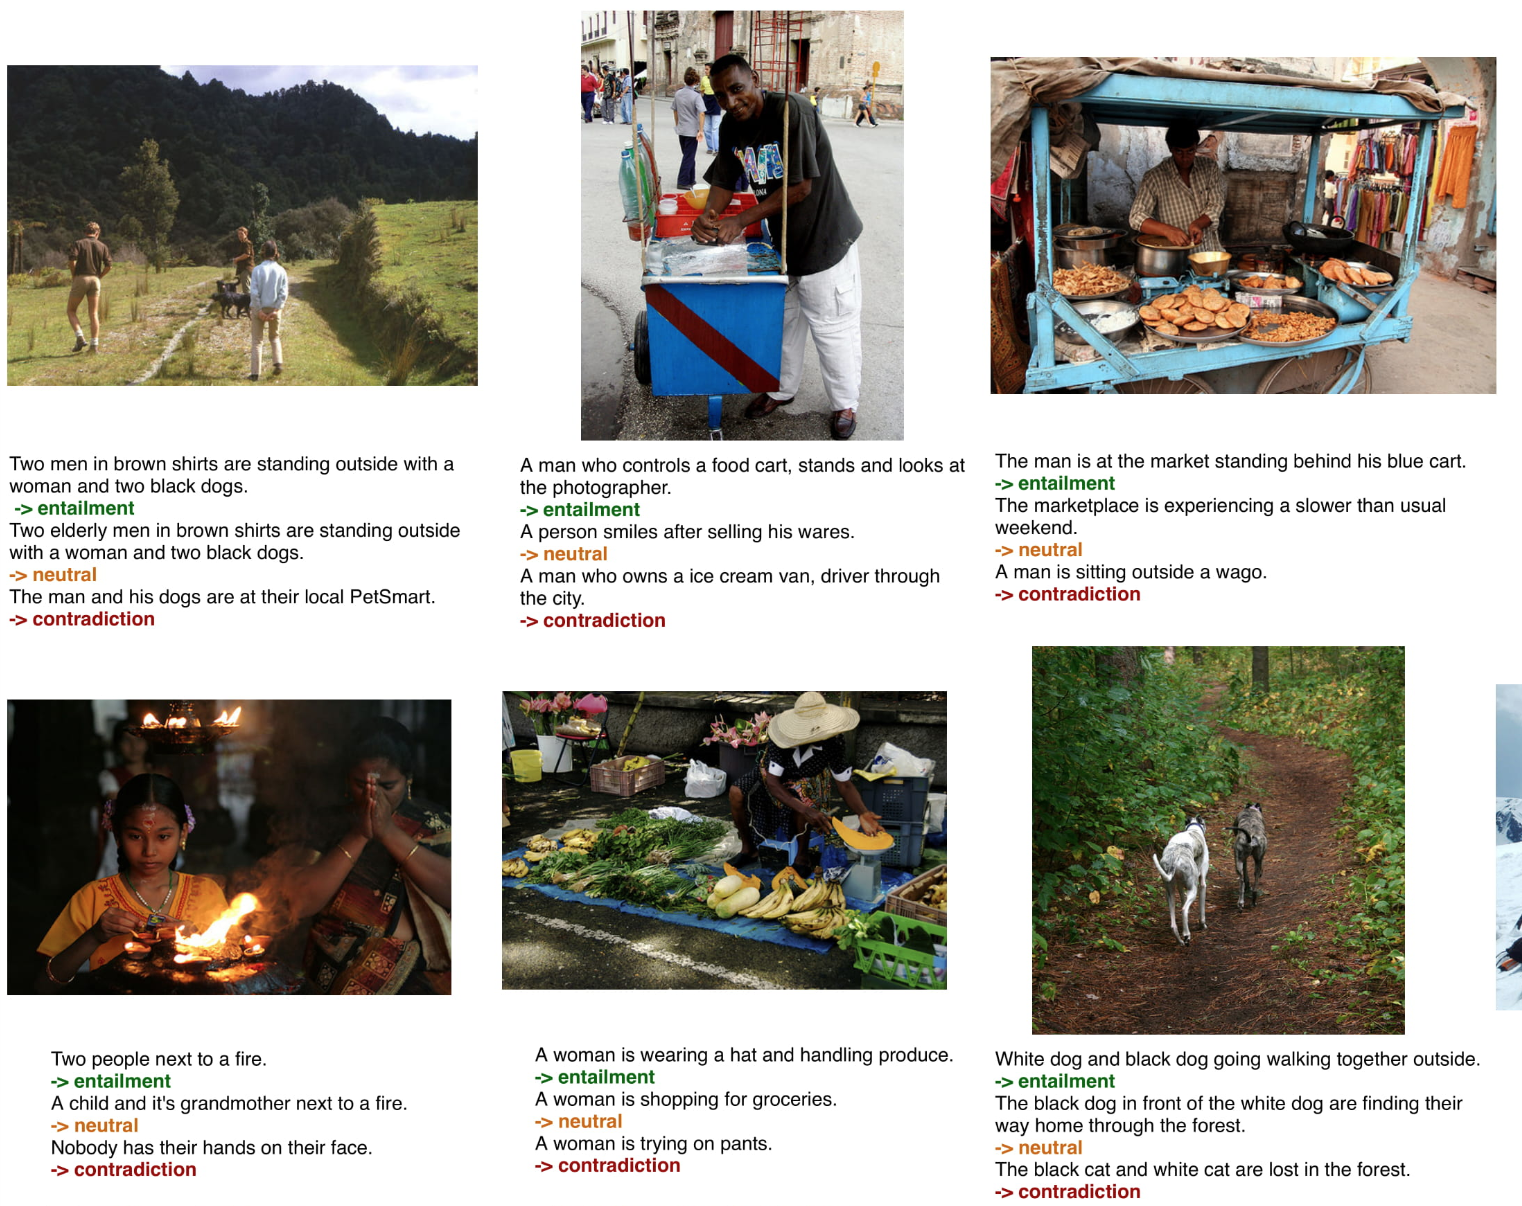 Two men in brown shirts are standing outside with a
woman and two black dogs.
-> entailment
Two elderly men in brown shirts are standing outside
with a woman and two black dogs.
-> neutral
The man and his dogs are at their local PetSmart.
-> contradiction
A man who controls a food cart, stands and looks at
the photographer.
-> entailment
A person smiles after selling his wares.
-> neutral
A man who owns a ice cream van, driver through
the city.
-> contradiction
The man is at the market standing behind his blue cart.
-> entailment
The marketplace is experiencing a slower than usual
weekend.
-> neutral
A man is sitting outside a wago.
-> contradiction
Two people next to a fire.
-> entailment
A child and it's grandmother next to a fire.
-> neutral
Nobody has their hands on their face.
-> contradiction
A woman is wearing a hat and handling produce.
-> entailment
A woman is shopping for groceries.
-> neutral
A woman is trying on pants.
-> contradiction
White dog and black dog going walking together outside.
-> entailment
The black dog in front of the white dog are finding their
way home through the forest.
-> neutral
The black cat and white cat are lost in the forest.
-> contradiction